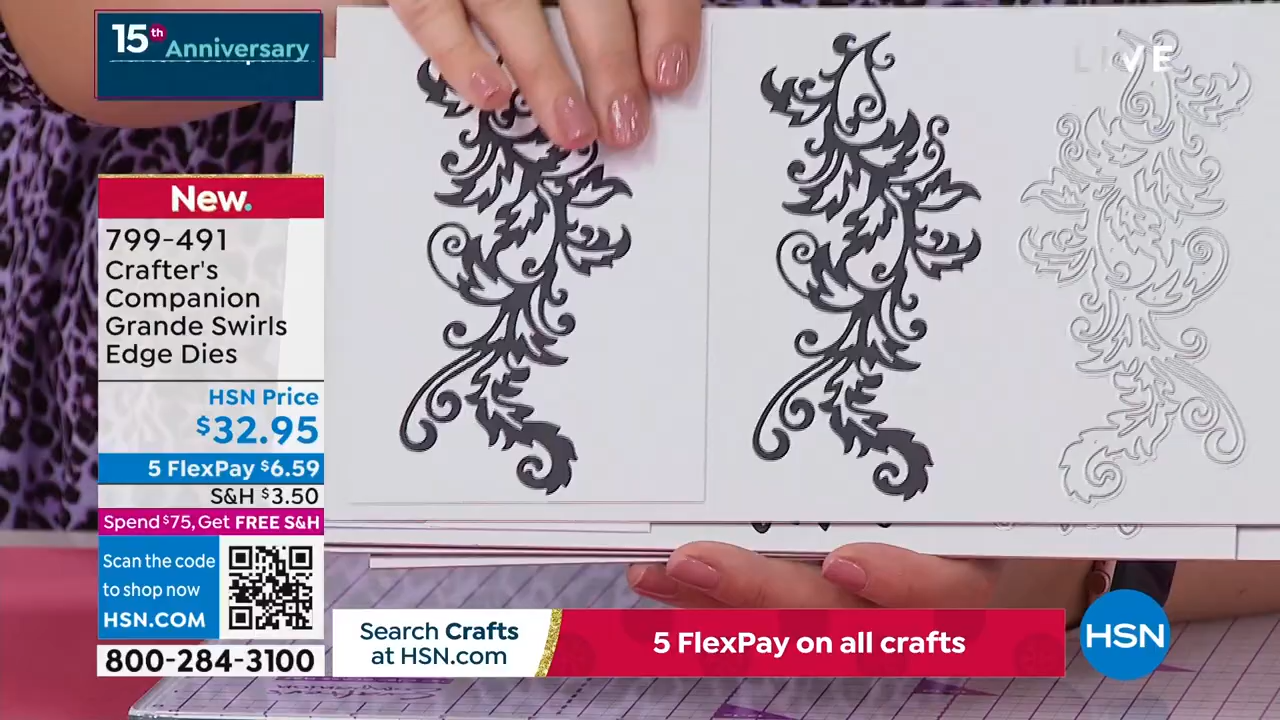 15th Anniversary
LIVE
New.
799-491
Crafter's
Companion
Grande Swirls
Edge Dies
HSN Price
$32.95
5 FlexPay $6.59
S&H $3.50
Spend $75, Get FREE S&H
Scan the code
to shop now
HSN.COM
800-284-3100
Search Crafts
at HSN.com
5 FlexPay on all crafts
HSN